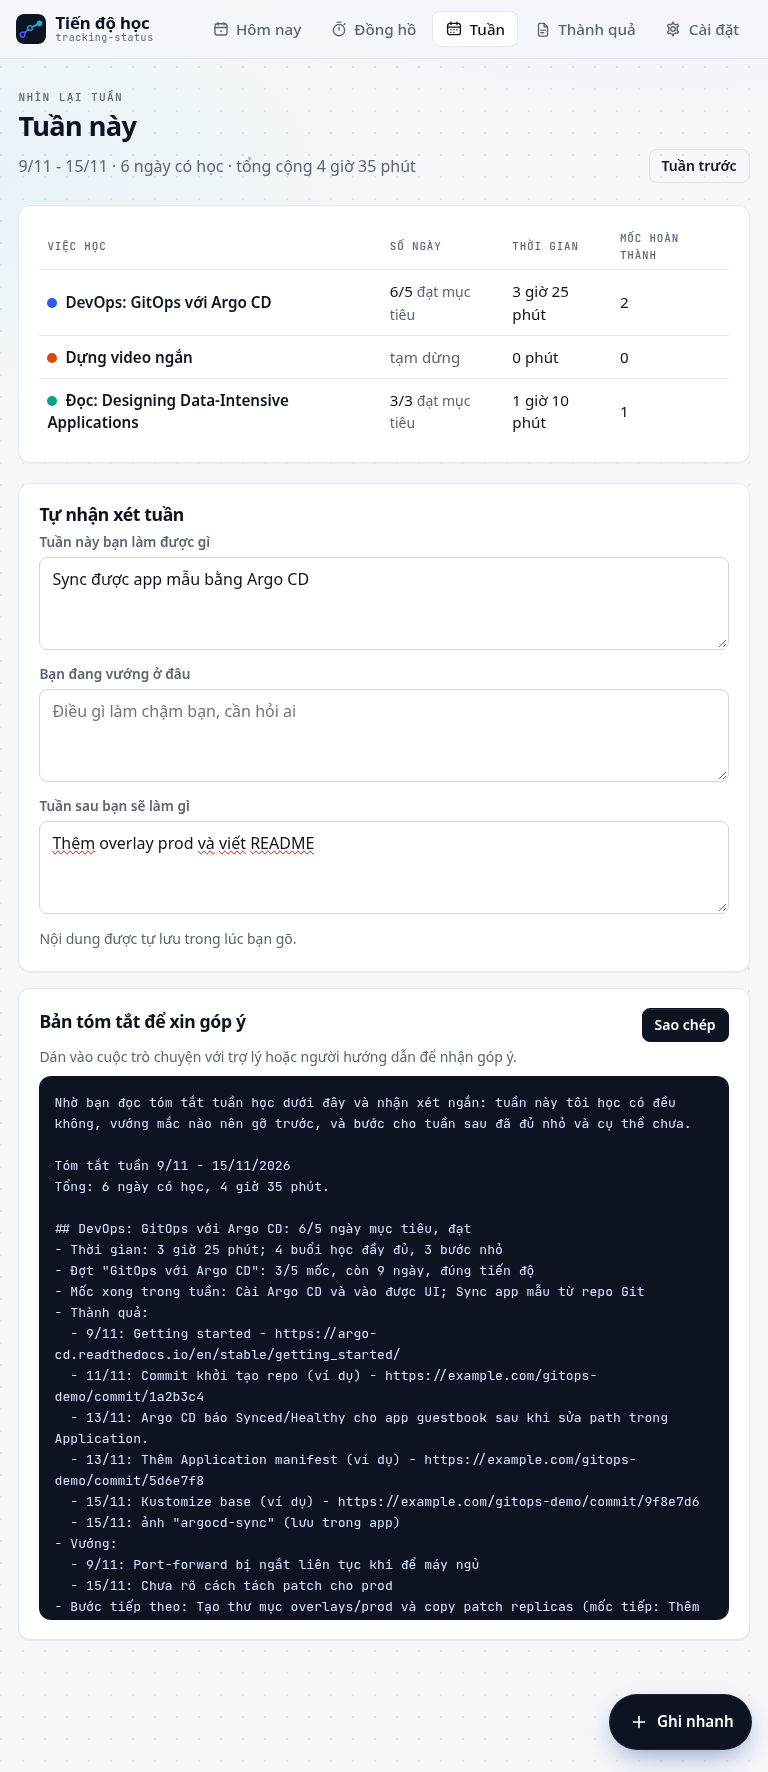 Tiến độ học
tracking-status
Hôm nay
Đồng hồ
Tuần
Thành quả
Cài đặt
NHÌN LẠI TUẦN
Tuần này
9/11 - 15/11 · 6 ngày có học · tổng cộng 4 giờ 35 phút
Tuần trước
VIỆC HỌC
SỐ NGÀY
THỜI GIAN
MỐC HOÀN
THÀNH
DevOps: GitOps với Argo CD
6/5 đạt mục
tiêu
3 giờ 25
phút
2
Dựng video ngắn
tạm dừng
0 phút
0
Đọc: Designing Data-Intensive
Applications
3/3 đạt mục
tiêu
1 giờ 10
phút
1
Tự nhận xét tuần
Tuần này bạn làm được gì
Sync được app mẫu bằng Argo CD
Bạn đang vướng ở đâu
Điều gì làm chậm bạn, cần hỏi ai
Tuần sau bạn sẽ làm gì
Thêm overlay prod và viết README
Nội dung được tự lưu trong lúc bạn gõ.
Bản tóm tắt để xin góp ý
Sao chép
Dán vào cuộc trò chuyện với trợ lý hoặc người hướng dẫn để nhận góp ý.
Nhờ bạn đọc tóm tắt tuần học dưới đây và nhận xét ngắn: tuần này tôi học có đều
không, vướng mắc nào nên gỡ trước, và bước cho tuần sau đã đủ nhỏ và cụ thể chưa.
Tóm tắt tuần 9/11 - 15/11/2026
Tổng: 6 ngày có học, 4 giờ 35 phút.
## DevOps: GitOps với Argo CD: 6/5 ngày mục tiêu, đạt
- Thời gian: 3 giờ 25 phút; 4 buổi học đầy đủ, 3 bước nhỏ
- Đợt "GitOps với Argo CD": 3/5 mốc, còn 9 ngày, đúng tiến độ
- Mốc xong trong tuần: Cài Argo CD và vào được UI; Sync app mẫu từ repo Git
- Thành quả:
- 9/11: Getting started - https://argo-
cd.readthedocs.io/en/stable/getting_started/
- 11/11: Commit khởi tạo repo (ví dụ) - https://example.com/gitops-
demo/commit/1a2b3c4
- 13/11: Argo CD báo Synced/Healthy cho app guestbook sau khi sửa path trong
Application.
- 13/11: Thêm Application manifest (ví dụ) - https://example.com/gitops-
demo/commit/5d6e7f8
- 15/11: Kustomize base (ví dụ) - https://example.com/gitops-demo/commit/9f8e7d6
- 15/11: ảnh "argocd-sync" (lưu trong app)
- Vướng:
- 9/11: Port-forward bị ngắt liên tục khi để máy ngủ
- 15/11: Chưa rõ cách tách patch cho prod
- Bước tiếp theo: Tạo thư mục overlays/prod và copy patch replicas (mốc tiếp: Thêm
Ghi nhanh